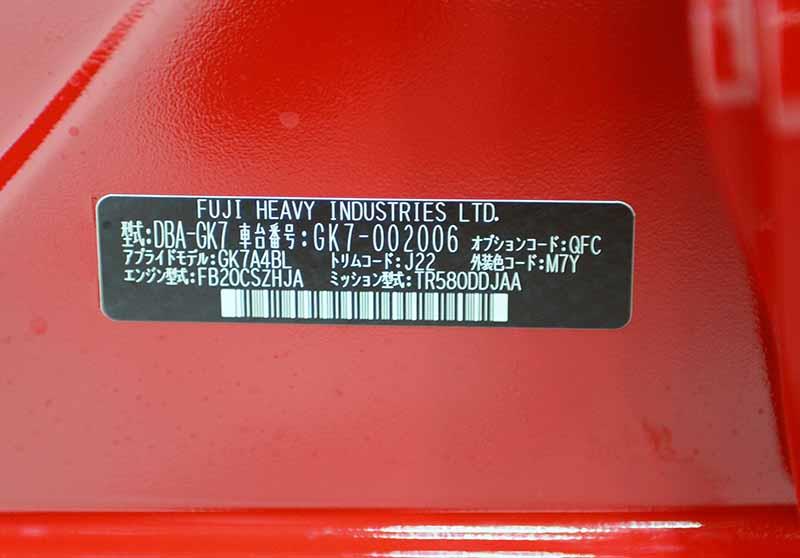 FUJI HEAVY INDUSTRIES LTD.
型式:DBA-GK7 車台番号:GK7-002006 オプションコード:QFC
アプライドモデル:GK7A4BL トリムコード:J22 外装色コード:M7Y
エンジン型式:FB20CSZHJA ミッション型式:TR580DDJAA